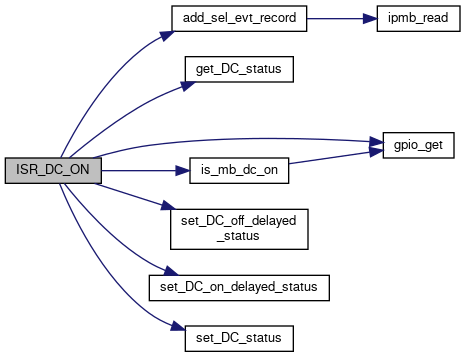 add_sel_evt_record
ipmb_read
get_DC_status
gpio_get
ISR_DC_ON
is_mb_dc_on
set_DC_off_delayed
_status
set_DC_on_delayed_status
set_DC_status